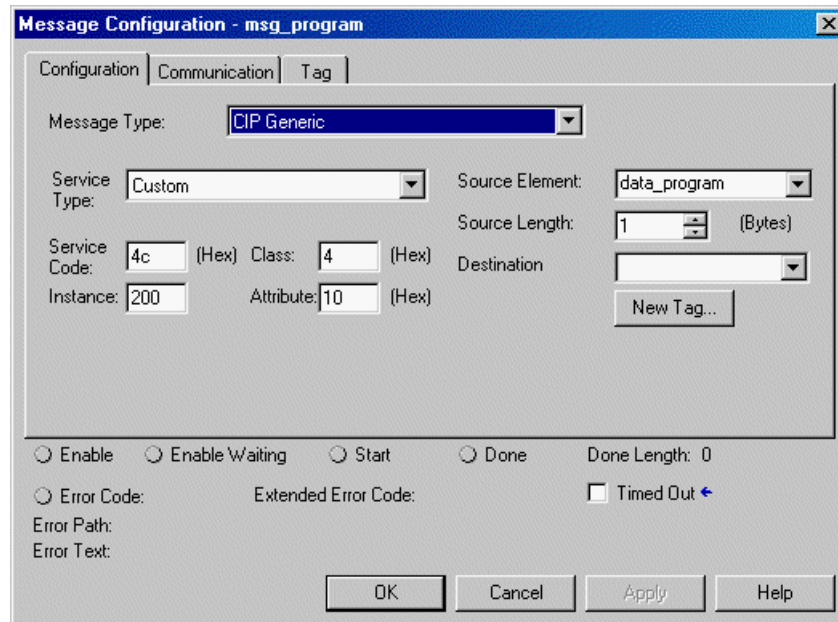 Message Configuration - msg_program
Configuration Communication Tag
Message Type: CIP Generic
Service Type: Custom
Source Element: data_program
Source Length: 1 (Bytes)
Service Code: 4c (Hex) Class: 4 (Hex)
Destination
Instance: 200 Attribute: 10 (Hex)
New Tag...
Enable Enable Waiting Start Done Done Length: 0
Error Code: Extended Error Code: Timed Out
Error Path:
Error Text:
OK Cancel Apply Help